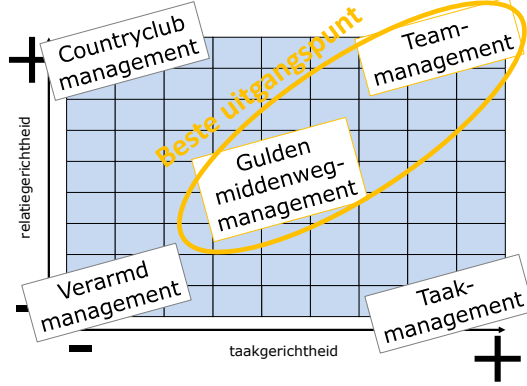 Countryclub
management
Team-
management
Beste uitgangspunt
Gulden
middenweg-
management
relatiegerichtheid
Verarmd
management
Taak-
management
taakgerichtheid